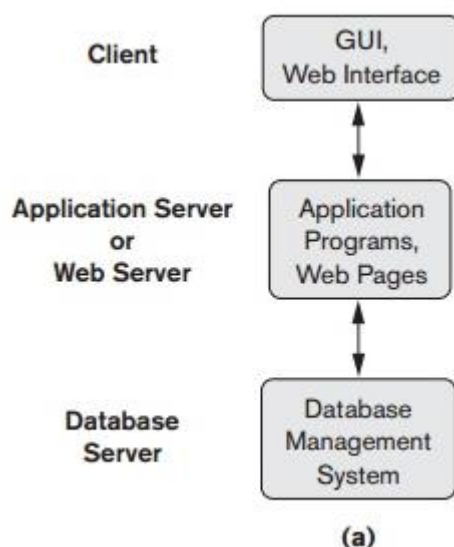 Client
GUI,
Web Interface
Application Server
or
Web Server
Application
Programs,
Web Pages
Database
Server
Database
Management
System
(a)